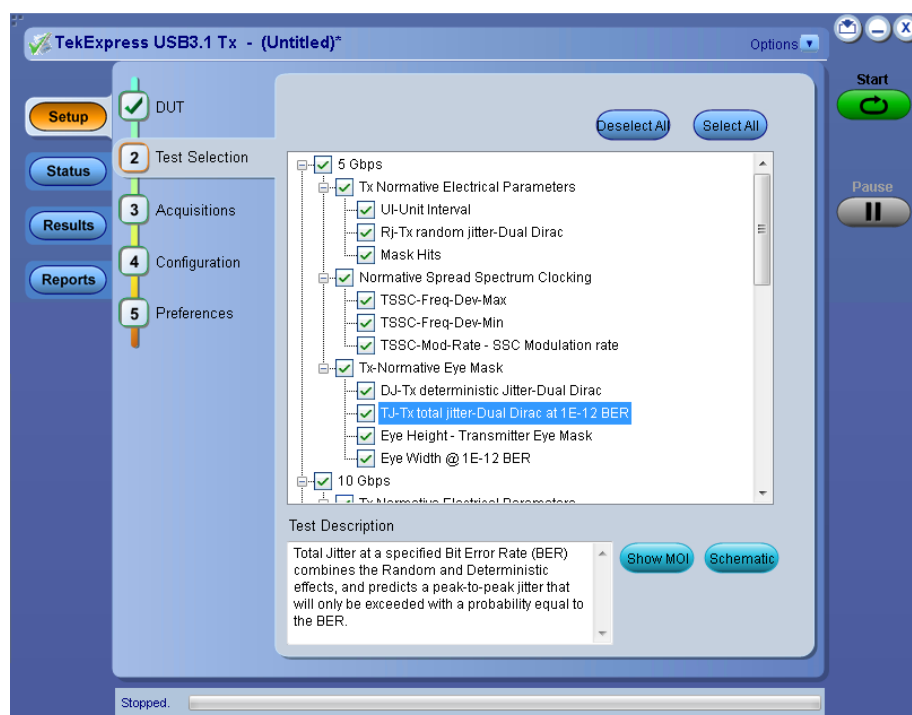 TekExpress USB3.1 Tx - (Untitled)*
Options
Start
Pause
Setup
Status
Results
Reports
DUT
2 Test Selection
3 Acquisitions
4 Configuration
5 Preferences
Deselect All
Select All
5 Gbps
Tx Normative Electrical Parameters
UI-Unit Interval
Rj-Tx random jitter-Dual Dirac
Mask Hits
Normative Spread Spectrum Clocking
TSSC-Freq-Dev-Max
TSSC-Freq-Dev-Min
TSSC-Mod-Rate - SSC Modulation rate
Tx-Normative Eye Mask
DJ-Tx deterministic Jitter-Dual Dirac
TJ-Tx total jitter-Dual Dirac at 1E-12 BER
Eye Height - Transmitter Eye Mask
Eye Width @ 1E-12 BER
10 Gbps
Tx Normative Electrical Parameters
Test Description
Total Jitter at a specified Bit Error Rate (BER)
combines the Random and Deterministic
effects, and predicts a peak-to-peak jitter that
will only be exceeded with a probability equal to
the BER.
Show MOI
Schematic
Stopped.